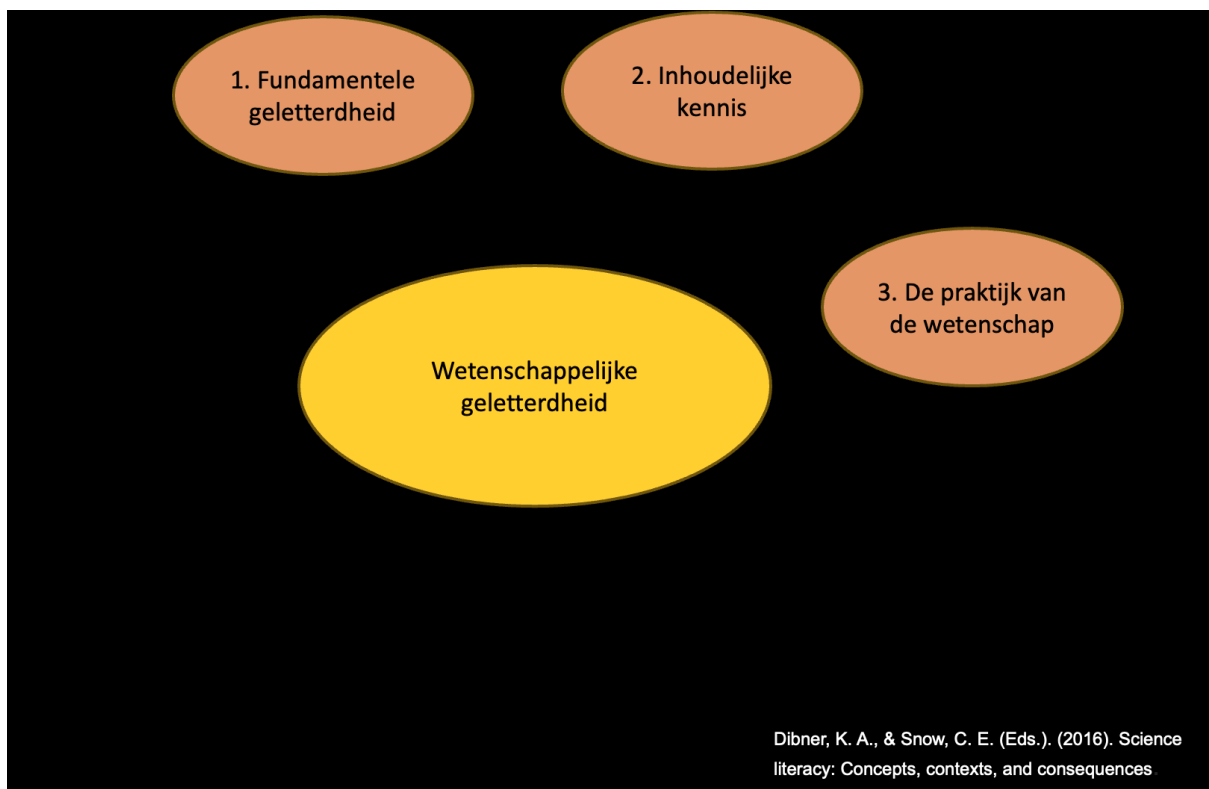 1. Fundamentele
geletterdheid
2. Inhoudelijke
kennis
3. De praktijk van
de wetenschap
Wetenschappelijke
geletterdheid
Dibner, K. A., & Snow, C. E. (Eds.). (2016). Science
literacy: Concepts, contexts, and consequences.